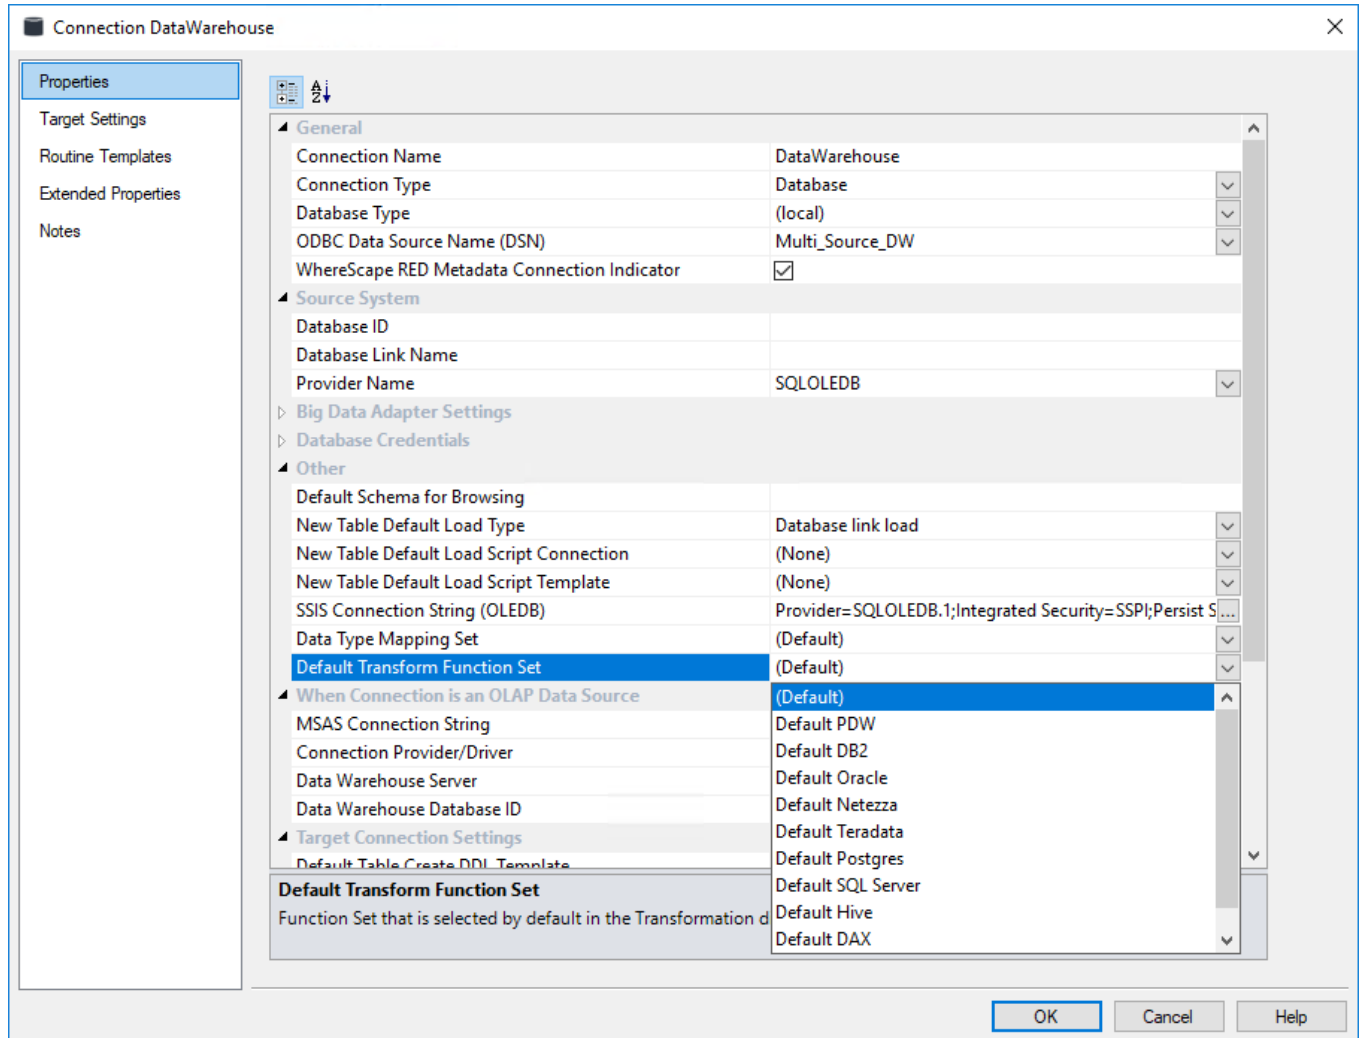 Connection DataWarehouse
Properties
Target Settings
Routine Templates
Extended Properties
Notes
General
Connection Name DataWarehouse
Connection Type Database
Database Type (local)
ODBC Data Source Name (DSN) Multi_Source_DW
WhereScape RED Metadata Connection Indicator
Source System
Database ID
Database Link Name
Provider Name SQLOLEDB
Big Data Adapter Settings
Database Credentials
Other
Default Schema for Browsing
New Table Default Load Type Database link load
New Table Default Load Script Connection (None)
New Table Default Load Script Template (None)
SSIS Connection String (OLEDB) Provider=SQLOLEDB.1;Integrated Security=SSPI;Persist S...
Data Type Mapping Set (Default)
Default Transform Function Set (Default)
When Connection is an OLAP Data Source
MSAS Connection String
Connection Provider/Driver
Data Warehouse Server
Data Warehouse Database ID
Target Connection Settings
Default Table Create DDL Template
(Default)
Default PDW
Default DB2
Default Oracle
Default Netezza
Default Teradata
Default Postgres
Default SQL Server
Default Hive
Default DAX
Default Transform Function Set
Function Set that is selected by default in the Transformation d
OK Cancel Help